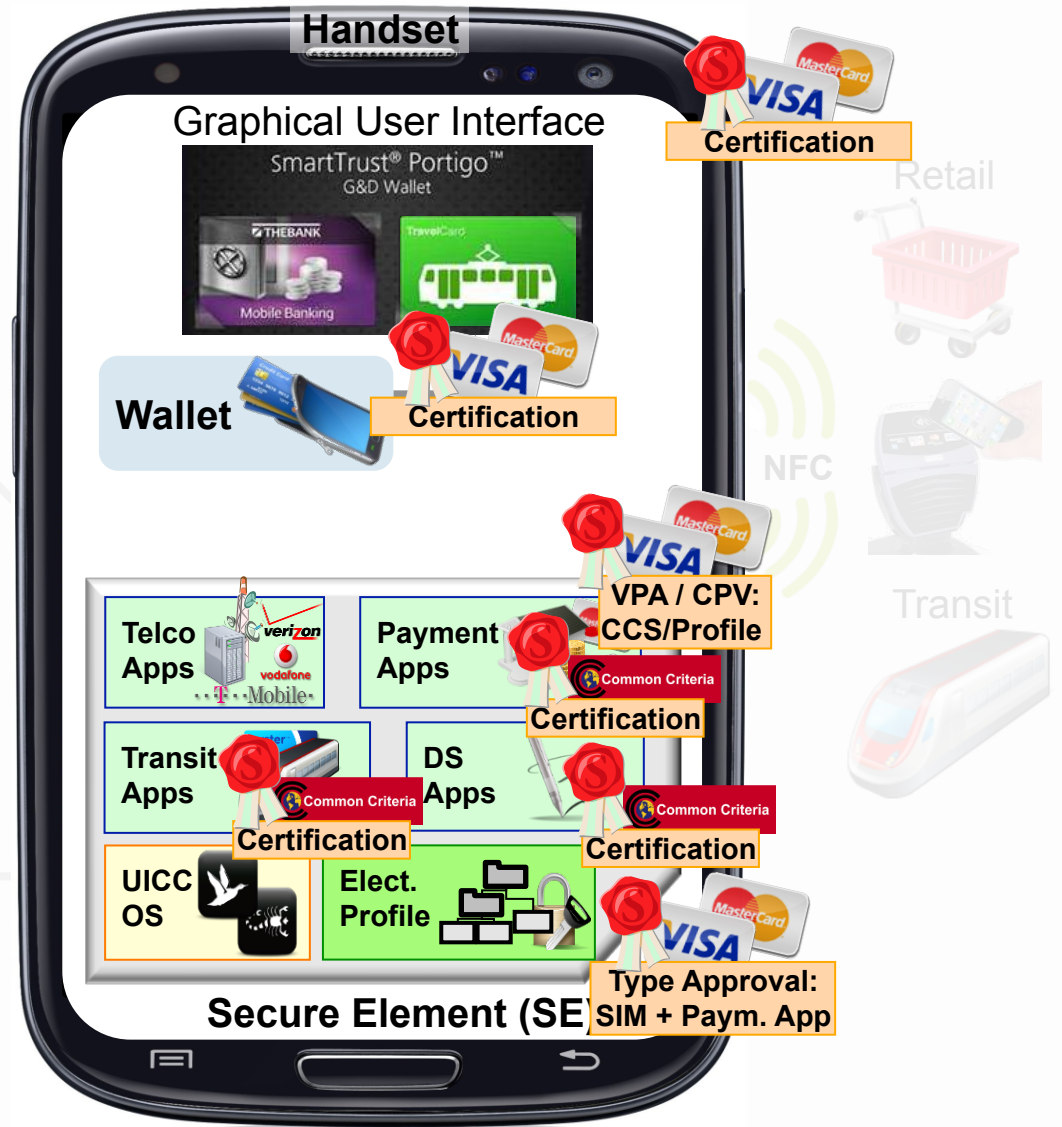 Handset
Graphical User Interface
smartTrust® Portigo™
G&D Wallet
THEBANK
Mobile Banking
TravelCard
VISA
MasterCard
Certification
Retail
Wallet
VISA
MasterCard
Certification
NFC
VISA
MasterCard
VPA / CPV:
CCS/Profile
Transit
Telco
Apps
verizon
vodafone
··T··Mobile·
Payment
Apps
Common Criteria
Certification
Transit
Apps
Common Criteria
Certification
DS
Apps
Common Criteria
Certification
UICC
OS
Elect.
Profile
VISA
MasterCard
Type Approval:
SIM + Paym. App
Secure Element (SE)